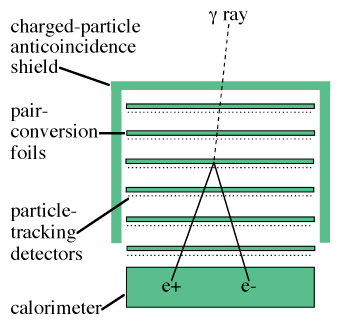 γ ray
charged-particle
anticoincidence
shield
pair-
conversion
foils
particle-
tracking
detectors
e+ e-
calorimeter